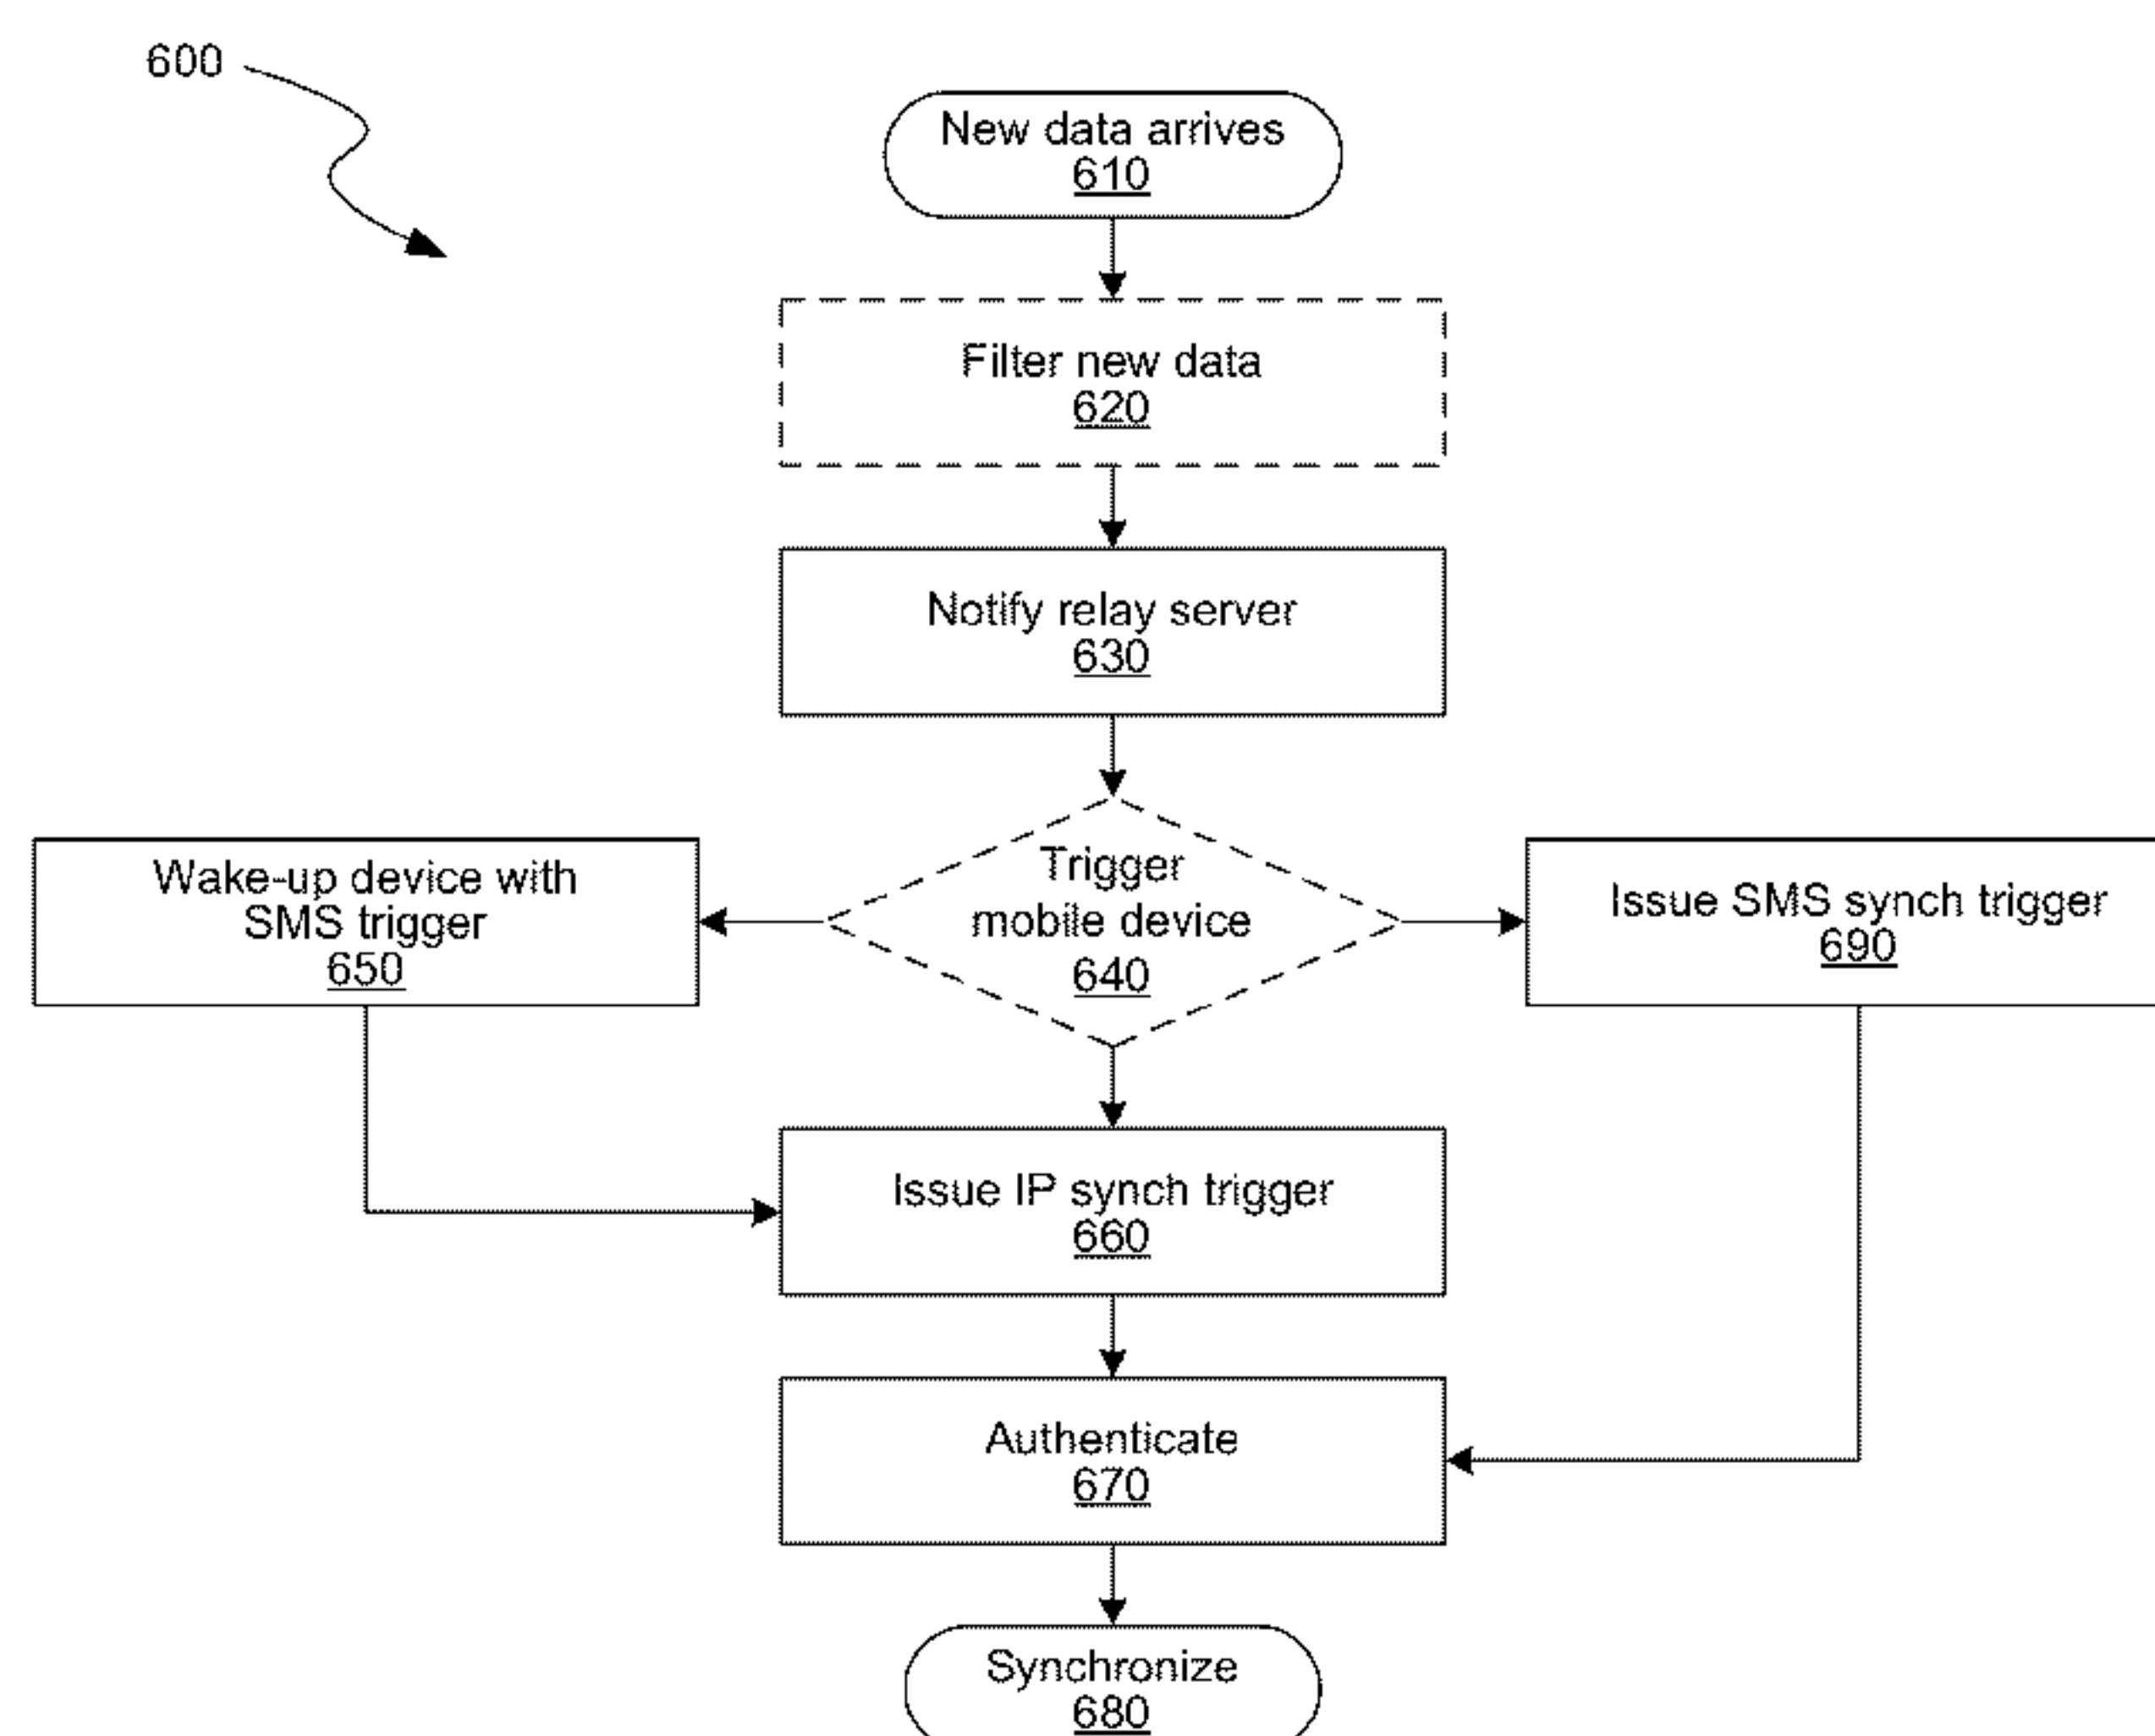 600
New data arrives
610
Filter new data
620
Notify relay server
630
Trigger
mobile device
640
Wake-up device with
SMS trigger
650
Issue SMS synch trigger
690
Issue IP synch trigger
660
Authenticate
670
Synchronize
680